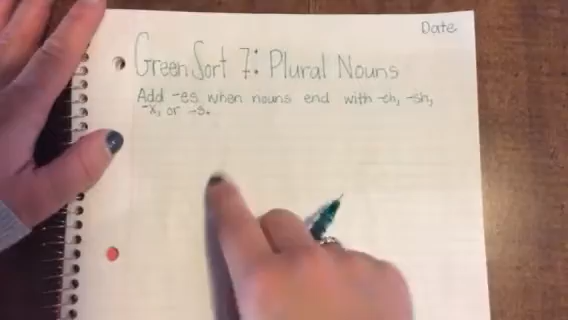 Date
Green Sort 7: Plural Nouns
Add -es when nouns end with -ch, -sh,
-x, or -s.